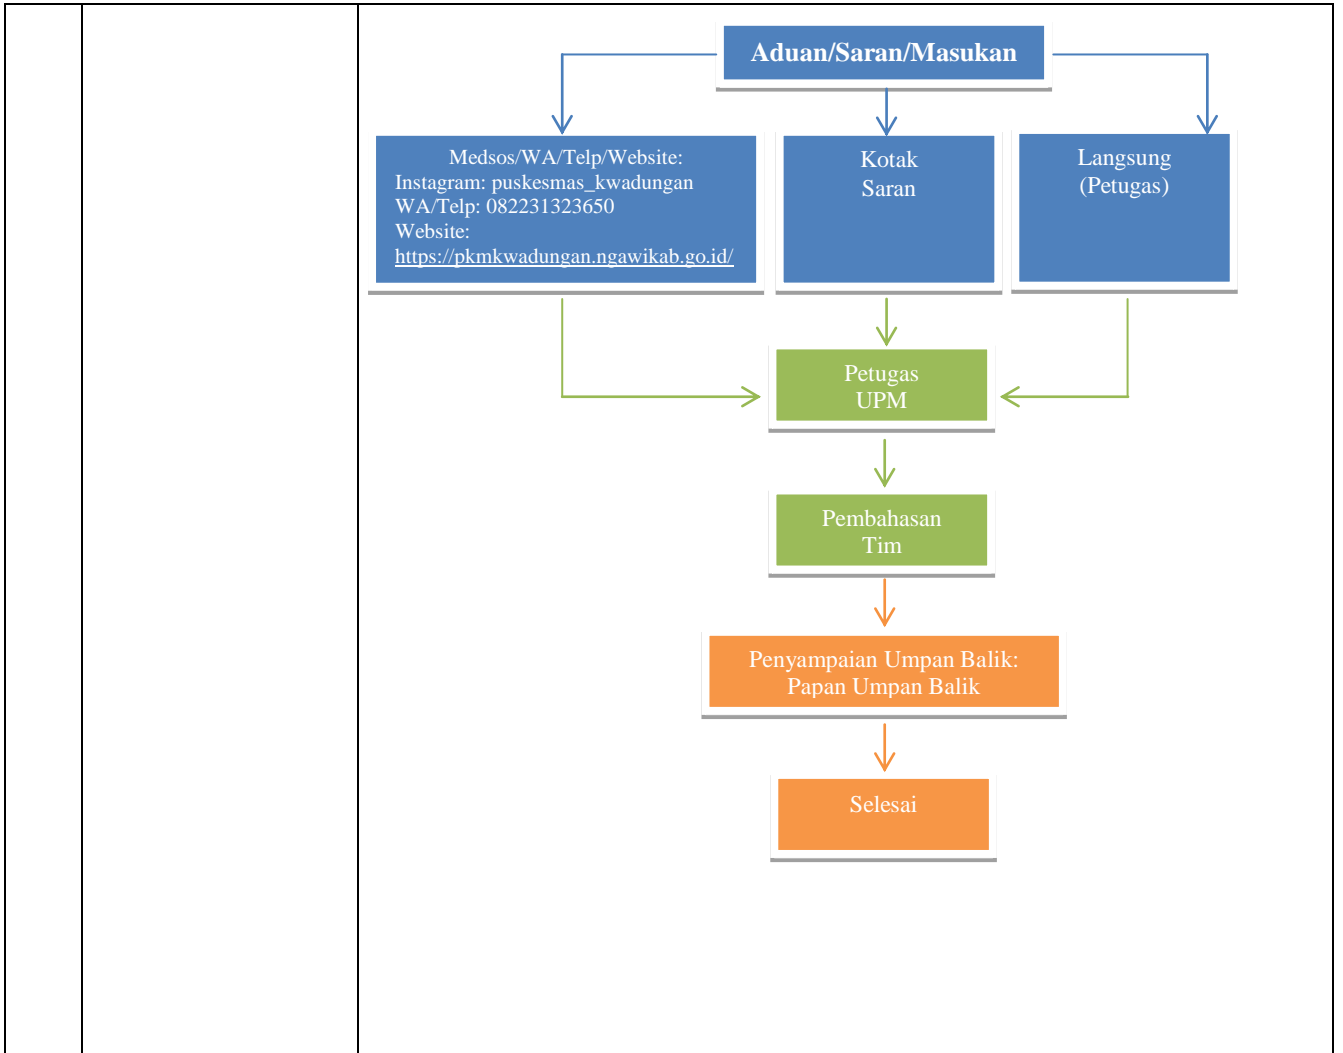 Aduan/Saran/Masukan
Medsos/WA/Telp/Website:
Instagram: puskesmas_kwadungan
WA/Telp: 082231323650
Website:
https://pkmkwadungan.ngawikab.go.id/
Kotak
Saran
Langsung
(Petugas)
Petugas
UPM
Pembahasan
Tim
Penyampaian Umpan Balik:
Papan Umpan Balik
Selesai